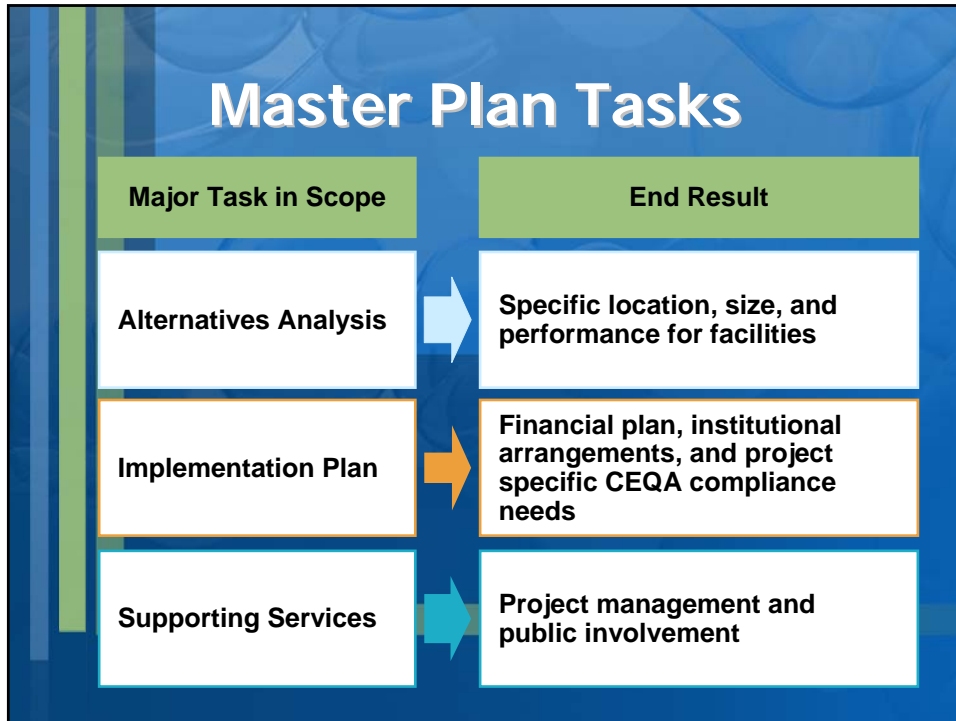 Master Plan Tasks
Major Task in Scope
End Result
Alternatives Analysis
Specific location, size, and
performance for facilities
Implementation Plan
Financial plan, institutional
arrangements, and project
specific CEQA compliance
needs
Supporting Services
Project management and
public involvement